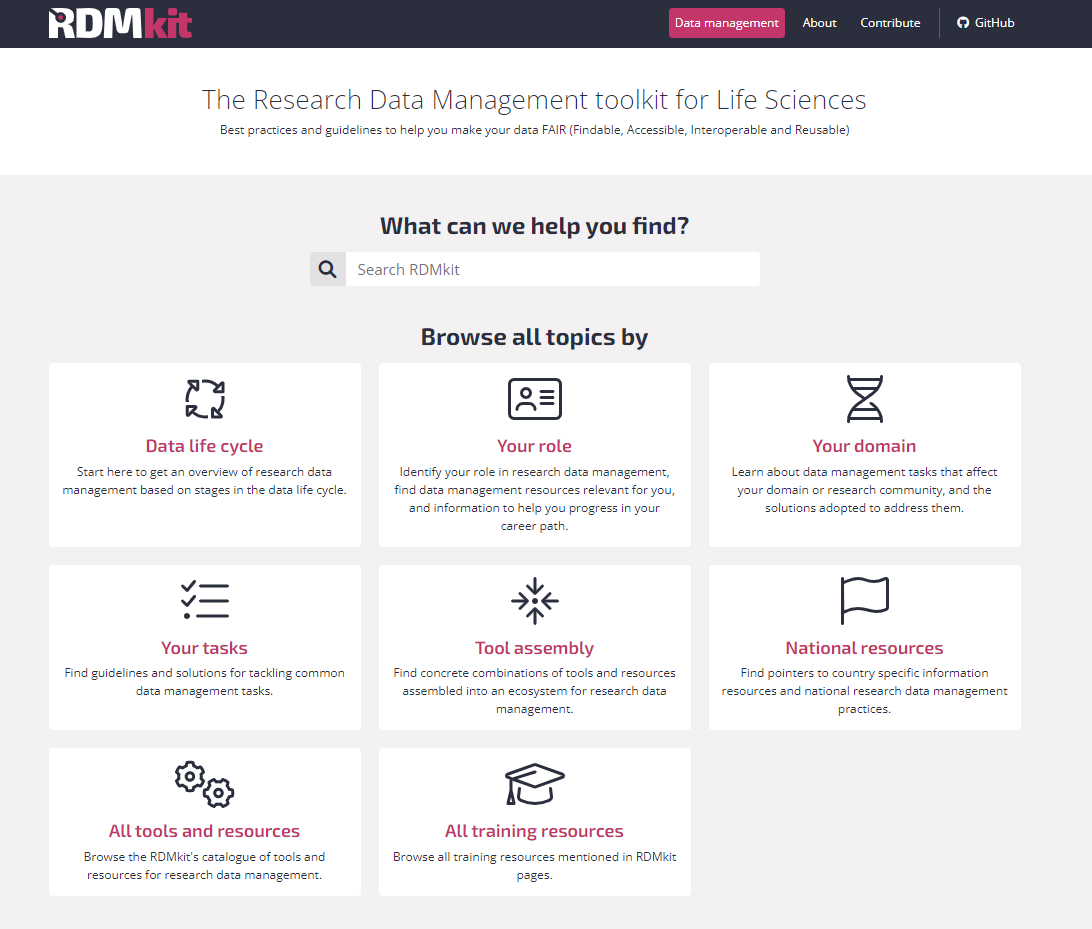 RDMkit
Data management
About
Contribute
GitHub
The Research Data Management toolkit for Life Sciences
Best practices and guidelines to help you make your data FAIR (Findable, Accessible, Interoperable and Reusable)
What can we help you find?
Search RDMkit
Browse all topics by
Data life cycle
Start here to get an overview of research data
management based on stages in the data life cycle.
Your role
Identify your role in research data management,
find data management resources relevant for you,
and information to help you progress in your
career path.
Your domain
Learn about data management tasks that affect
your domain or research community, and the
solutions adopted to address them.
Your tasks
Find guidelines and solutions for tackling common
data management tasks.
Tool assembly
Find concrete combinations of tools and resources
assembled into an ecosystem for research data
management.
National resources
Find pointers to country specific information
resources and national research data management
practices.
All tools and resources
Browse the RDMkit's catalogue of tools and
resources for research data management.
All training resources
Browse all training resources mentioned in RDMkit
pages.